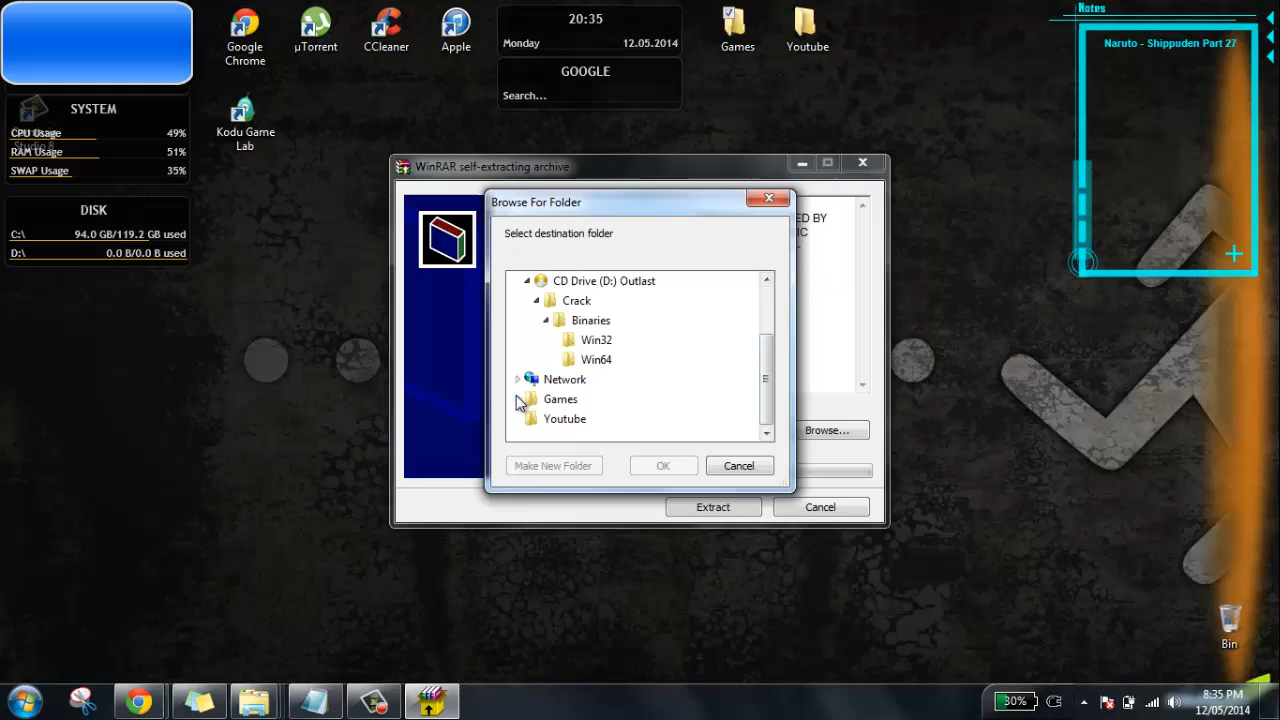 Google Chrome
µTorrent
CCleaner
Apple
20:35
Monday 12.05.2014
GOOGLE
Search...
Games
Youtube
Notes
Naruto - Shippuden Part 27
SYSTEM
CPU Usage 49%
RAM Usage 51%
SWAP Usage 35%
Studio 8
Kodu Game Lab
DISK
C:\ 94.0 GB/119.2 GB used
D:\ 0.0 B/0.0 B used
WinRAR self-extracting archive
Browse For Folder
Select destination folder
ED BY
IC
CD Drive (D:) Outlast
Crack
Binaries
Win32
Win64
Network
Games
Youtube
Browse...
Make New Folder
OK
Cancel
Extract
Cancel
Bin
30%
8:35 PM
12/05/2014